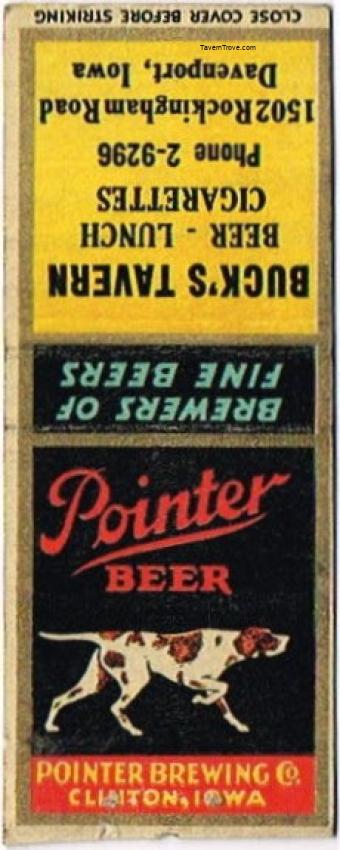 CLOSE COVER BEFORE STRIKING
TavernTrove.com
BUCK'S TAVERN
BEER - LUNCH
CIGARETTES
Phone 2-9296
1502 Rockingham Road
Davenport, Iowa
BREWERS OF
FINE BEERS
Pointer
BEER
POINTER BREWING Co.
CLINTON, IOWA